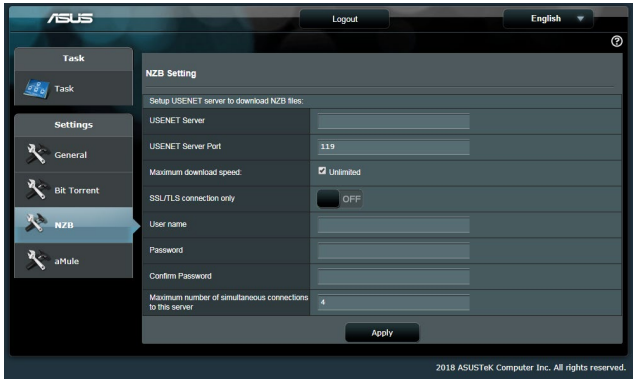 ASUS
Logout
English
Task
Task
Settings
General
Bit Torrent
NZB
aMule
NZB Setting
Setup USENET server to download NZB files:
USENET Server
USENET Server Port
119
Maximum download speed:
Unlimited
SSL/TLS connection only
OFF
User name
Password
Confirm Password
Maximum number of simultaneous connections
to this server
4
Apply
2018 ASUSTeK Computer Inc. All rights reserved.